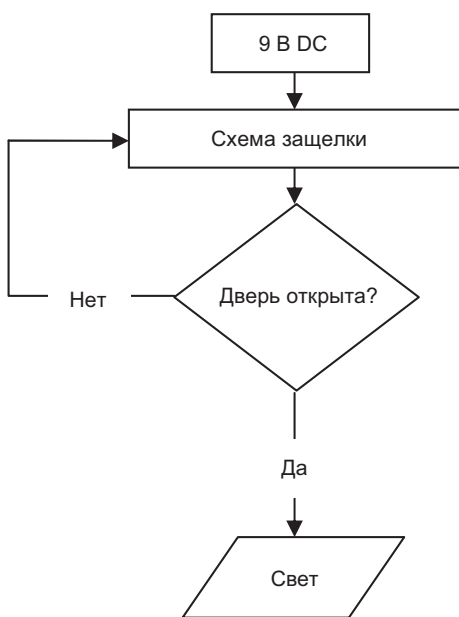 9 В DC
Схема защелки
Дверь открыта?
Нет
Да
Свет